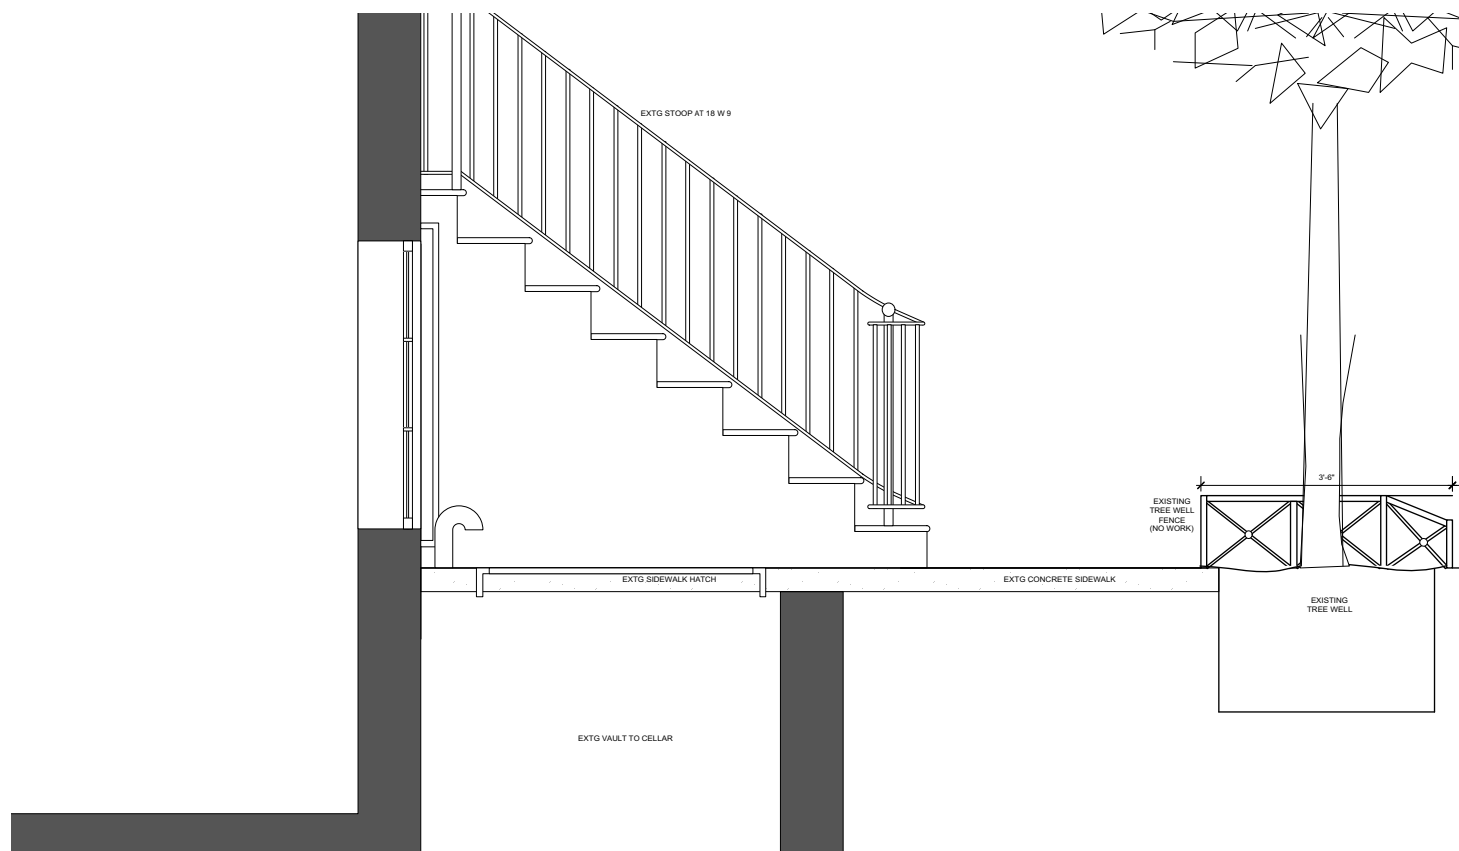 EXTG STOOP AT 18 W 9
3'-6"
EXISTING
TREE WELL
FENCE
(NO WORK)
EXTG SIDEWALK HATCH
EXTG CONCRETE SIDEWALK
EXISTING
TREE WELL
EXTG VAULT TO CELLAR